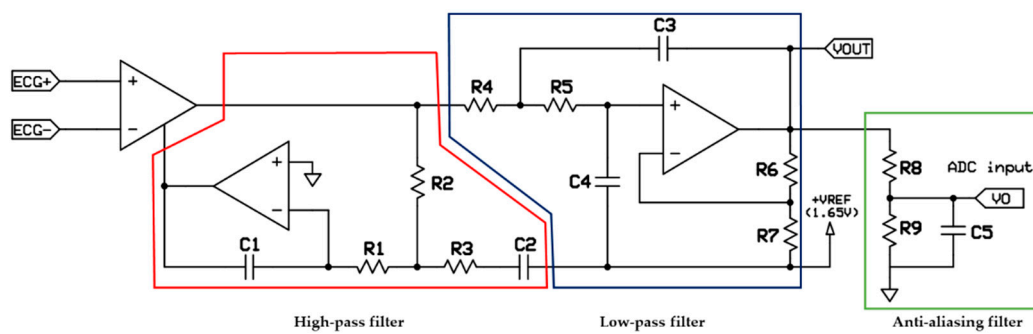 C3
VOUT
ECG+
R4
R5
ECG-
R6
R8
ADC input
R2
C4
+VREF
(1.65V)
VO
R9
C5
R7
C1
R1
R3
C2
High-pass filter
Low-pass filter
Anti-aliasing filter